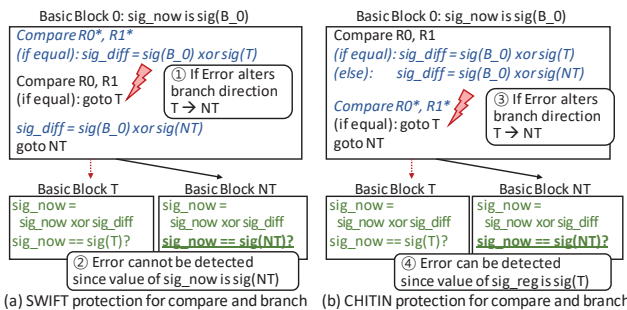 Basic Block 0: sig_now is sig(B_0)
Compare R0*, R1*
(if equal): sig_diff = sig(B_0) xor sig(T)
Compare R0, R1
(if equal): goto T
① If Error alters
branch direction
T → NT
sig_diff = sig(B_0) xor sig(NT)
goto NT
Basic Block T
sig_now =
sig_now xor sig_diff
sig_now == sig(T)?
Basic Block NT
sig_now =
sig_now xor sig_diff
sig_now == sig(NT)?
② Error cannot be detected
since value of sig_now is sig(NT)
(a) SWIFT protection for compare and branch
Basic Block 0: sig_now is sig(B_0)
Compare R0, R1
(if equal): sig_diff = sig(B_0) xor sig(T)
(else): sig_diff = sig(B_0) xor sig(NT)
Compare R0*, R1*
(if equal): goto T
goto NT
③ If Error alters
branch direction
T → NT
Basic Block T
sig_now =
sig_now xor sig_diff
sig_now == sig(T)?
Basic Block NT
sig_now =
sig_now xor sig_diff
sig_now == sig(NT)?
④ Error can be detected
since value of sig_reg is sig(T)
(b) CHITIN protection for compare and branch